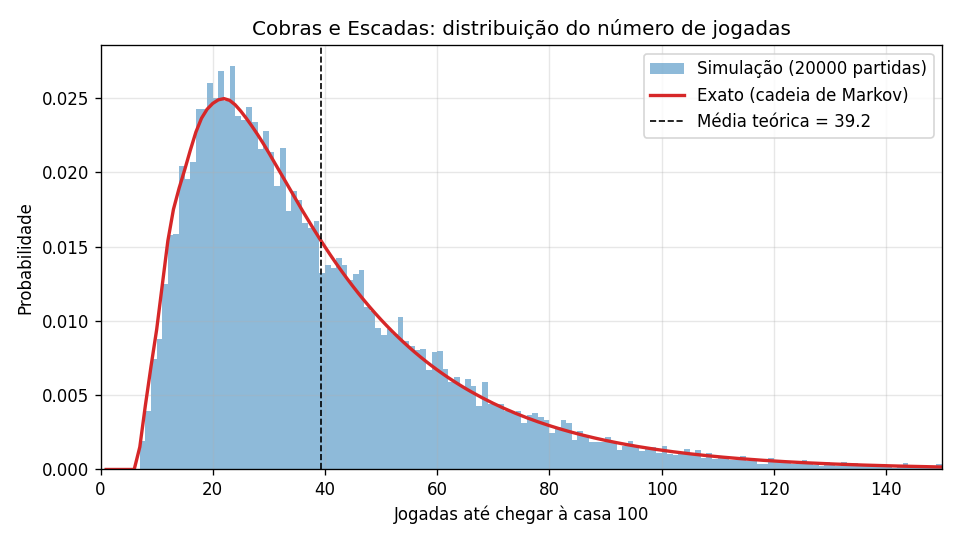 Cobras e Escadas: distribuição do número de jogadas
Simulação (20000 partidas)
Exato (cadeia de Markov)
Média teórica = 39.2
Probabilidade
0.025
0.020
0.015
0.010
0.005
0.000
0 20 40 60 80 100 120 140
Jogadas até chegar à casa 100